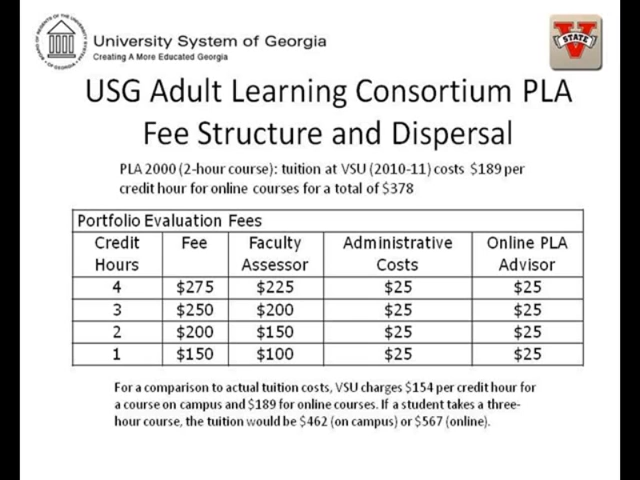 University System of Georgia
Creating A More Educated Georgia
V
STATE
USG Adult Learning Consortium PLA
Fee Structure and Dispersal
PLA 2000 (2-hour course): tuition at VSU (2010-11) costs $189 per
credit hour for online courses for a total of $378
Portfolio Evaluation Fees
Credit Hours Fee Faculty Assessor Administrative Costs Online PLA Advisor
4 $275 $225 $25 $25
3 $250 $200 $25 $25
2 $200 $150 $25 $25
1 $150 $100 $25 $25
For a comparison to actual tuition costs, VSU charges $154 per credit hour for
a course on campus and $189 for online courses. If a student takes a three-
hour course, the tuition would be $462 (on campus) or $567 (online).